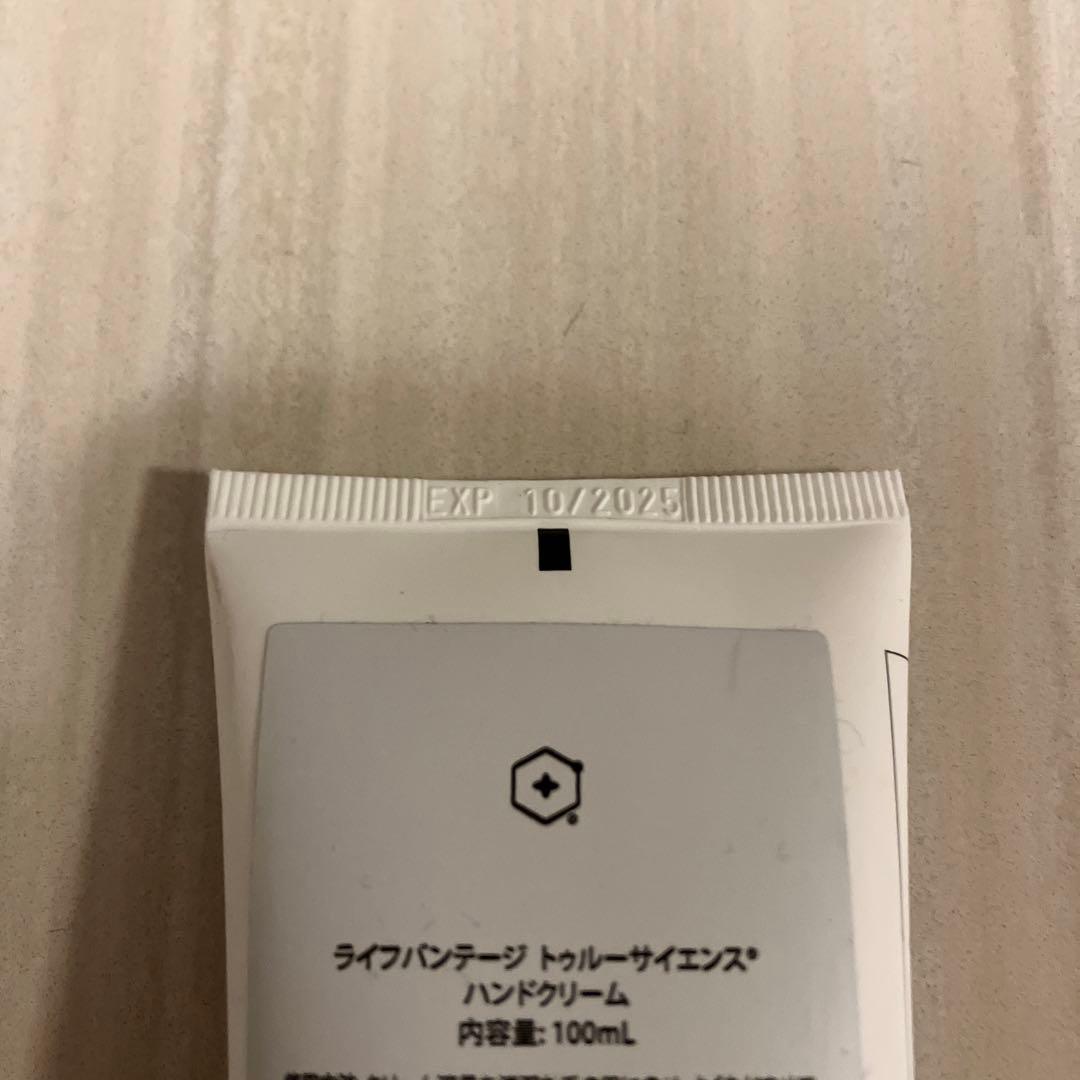 EXP 10/2025
ライフバンテージ トゥルーサイエンス®
ハンドクリーム
内容量: 100mL